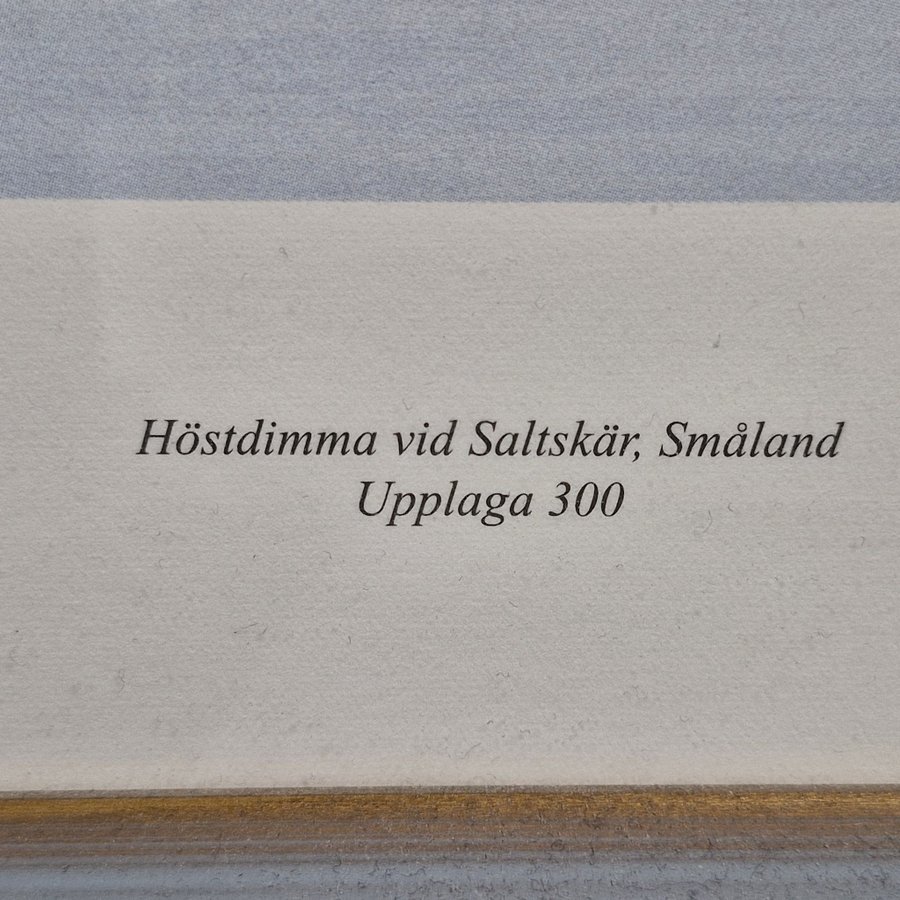 Höstdimma vid Saltskär, Småland
Upplaga 300